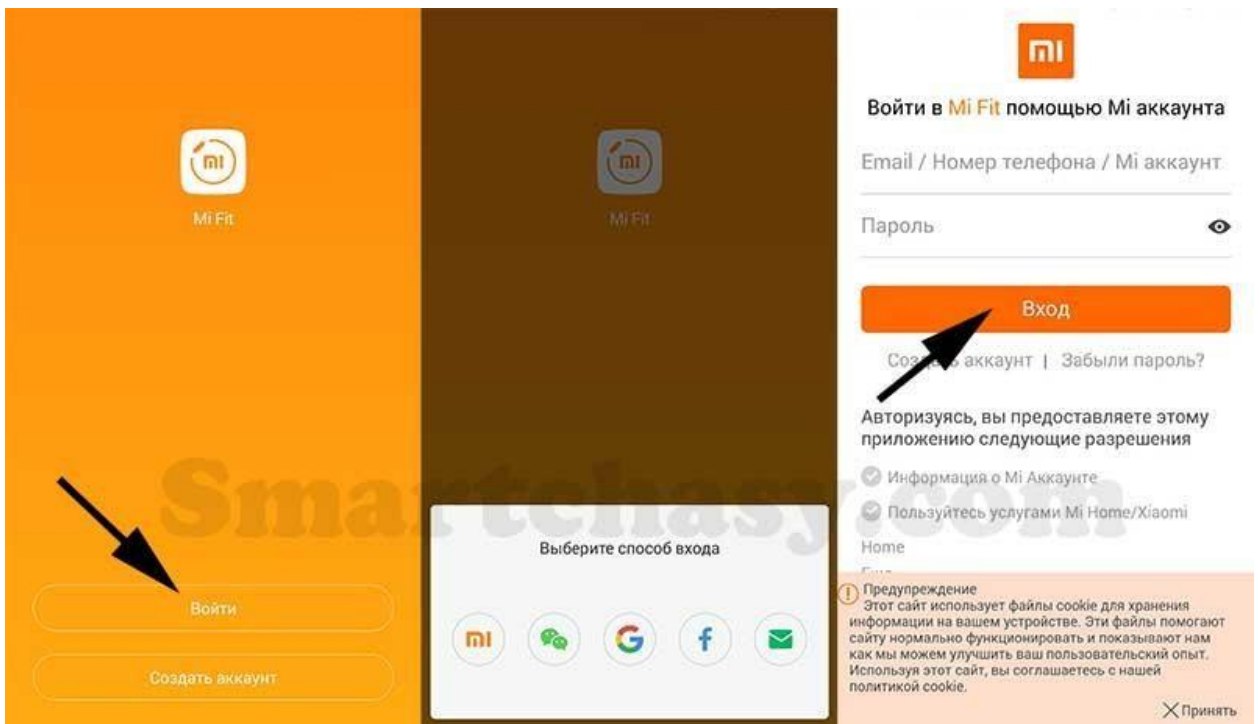 Mi Fit
Войти
Создать аккаунт
Mi Fit
Выберите способ входа
Войти в Mi Fit помощью Mi аккаунта
Email / Номер телефона / Mi аккаунт
Пароль
Вход
Создать аккаунт | Забыли пароль?
Авторизуясь, вы предоставляете этому
приложению следующие разрешения
Информация о Mi Аккаунте
Пользуйтесь услугами Mi Home/Xiaomi
Home
Предупреждение
Этот сайт использует файлы cookie для хранения
информации на вашем устройстве. Эти файлы помогают
сайту нормально функционировать и показывают нам
как мы можем улучшить ваш пользовательский опыт.
Используя этот сайт, вы соглашаетесь с нашей
политикой cookie.
Принять
Smartchasy.com